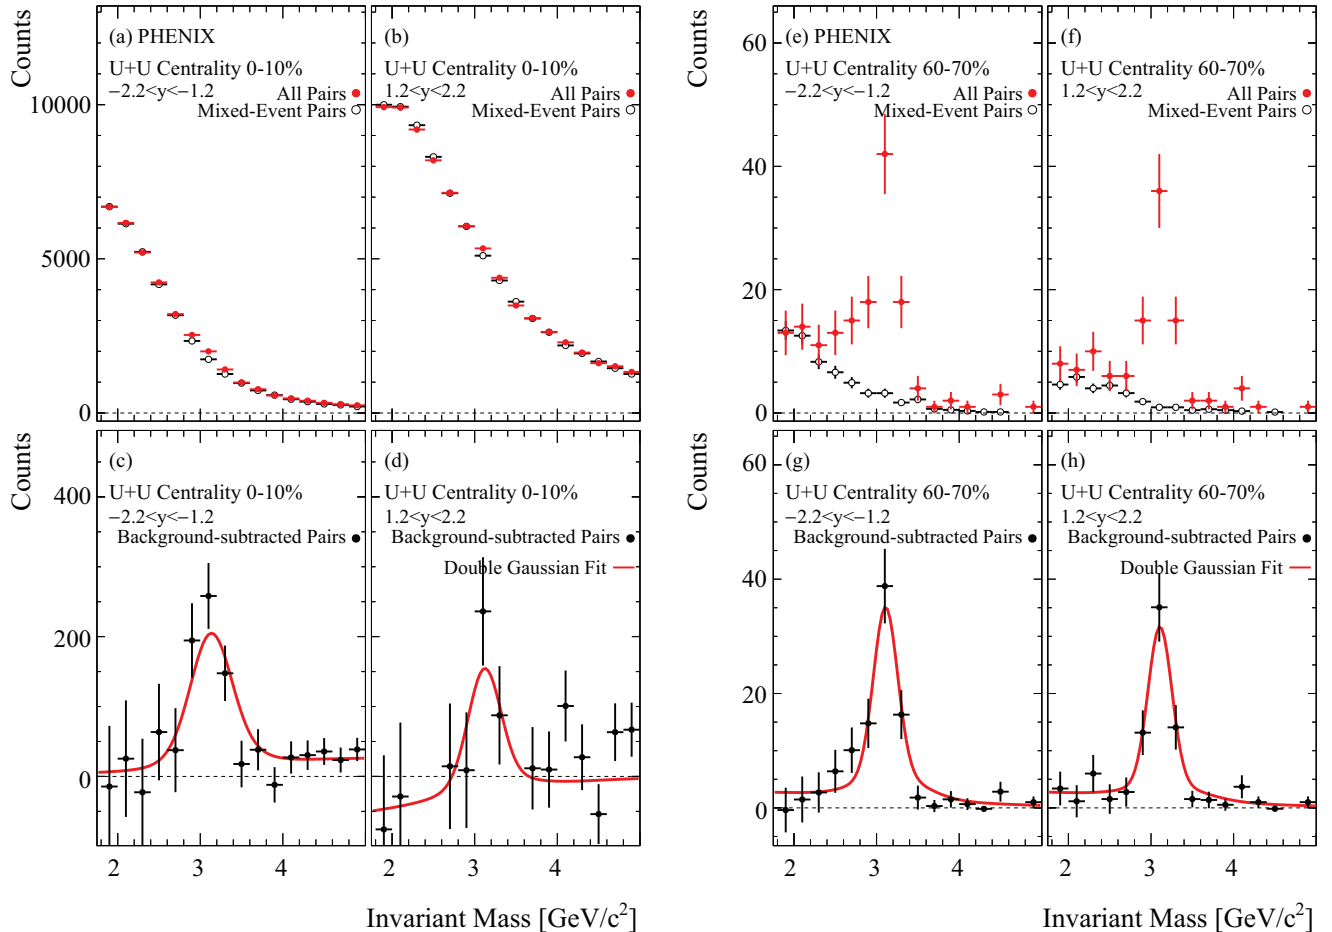 Counts
(a) PHENIX
U+U Centrality 0-10%
−2.2<y<−1.2
All Pairs
Mixed-Event Pairs
10000
5000
0
(b)
U+U Centrality 0-10%
1.2<y<2.2
All Pairs
Mixed-Event Pairs
Counts
(c)
U+U Centrality 0-10%
−2.2<y<−1.2
Background-subtracted Pairs
400
200
0
2
3
4
(d)
U+U Centrality 0-10%
1.2<y<2.2
Background-subtracted Pairs
Double Gaussian Fit
2
3
4
Invariant Mass [GeV/c²]
Counts
(e) PHENIX
U+U Centrality 60-70%
−2.2<y<−1.2
All Pairs
Mixed-Event Pairs
60
40
20
0
(f)
U+U Centrality 60-70%
1.2<y<2.2
All Pairs
Mixed-Event Pairs
Counts
(g)
U+U Centrality 60-70%
−2.2<y<−1.2
Background-subtracted Pairs
60
40
20
0
2
3
4
(h)
U+U Centrality 60-70%
1.2<y<2.2
Background-subtracted Pairs
Double Gaussian Fit
2
3
4
Invariant Mass [GeV/c²]